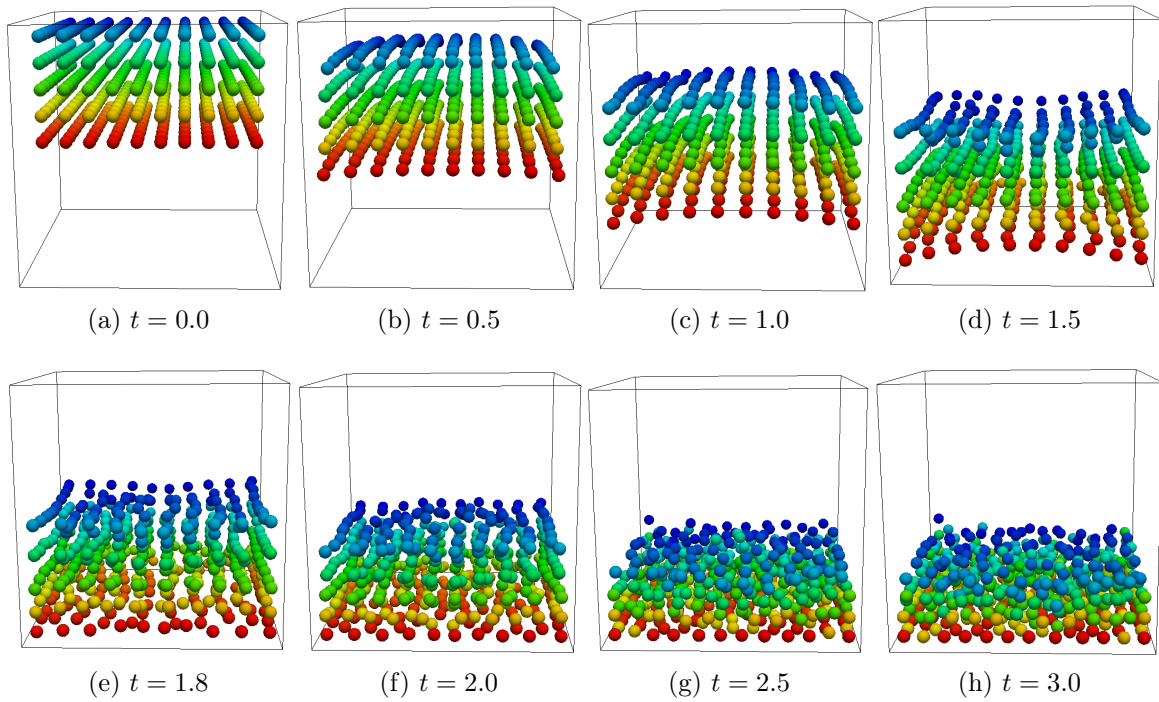 (a) t = 0.0
(b) t = 0.5
(c) t = 1.0
(d) t = 1.5
(e) t = 1.8
(f) t = 2.0
(g) t = 2.5
(h) t = 3.0